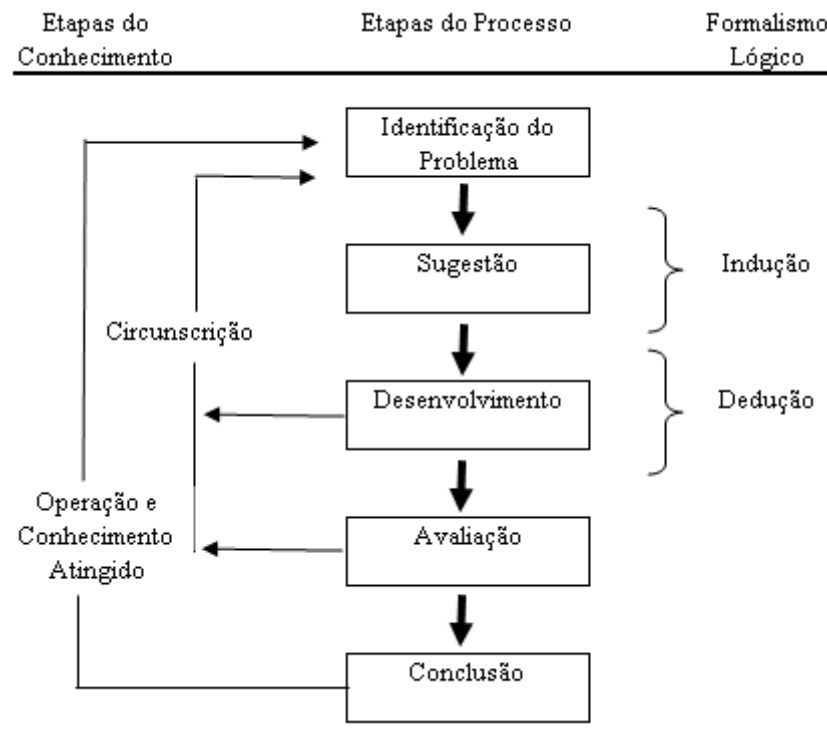 Etapas do
Conhecimento
Etapas do Processo
Formalismo
Lógico
Identificação do
Problema
Sugestão
Indução
Circunscrição
Desenvolvimento
Dedução
Operação e
Conhecimento
Atingido
Avaliação
Conclusão